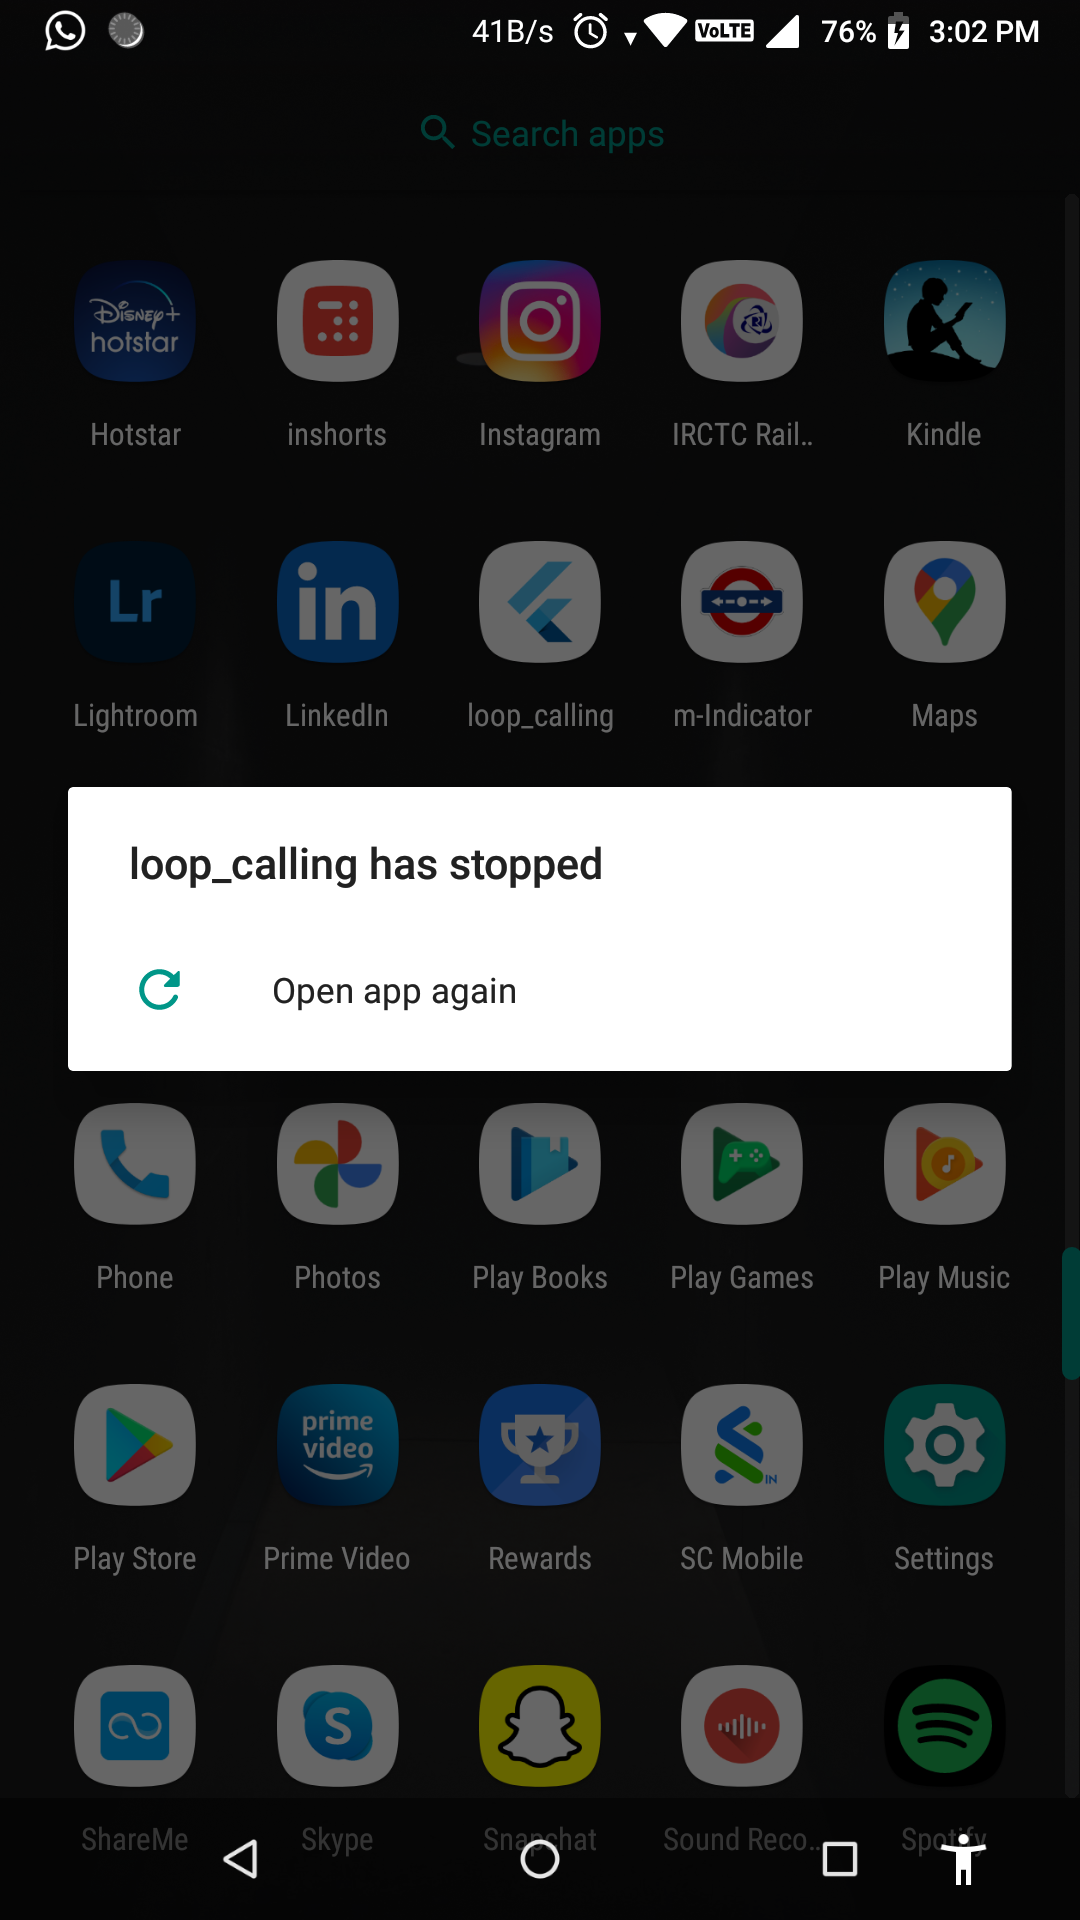 41B/s VoLTE 76% 3:02 PM
Search apps
Disney+
hotstar
Hotstar inshorts Instagram IRCTC Rail.. Kindle
Lr in
Lightroom LinkedIn loop_calling m-Indicator Maps
loop_calling has stopped
Open app again
Phone Photos Play Books Play Games Play Music
prime
video
IN
Play Store Prime Video Rewards SC Mobile Settings
S
ShareMe Skype Snapchat Sound Reco.. Spotify